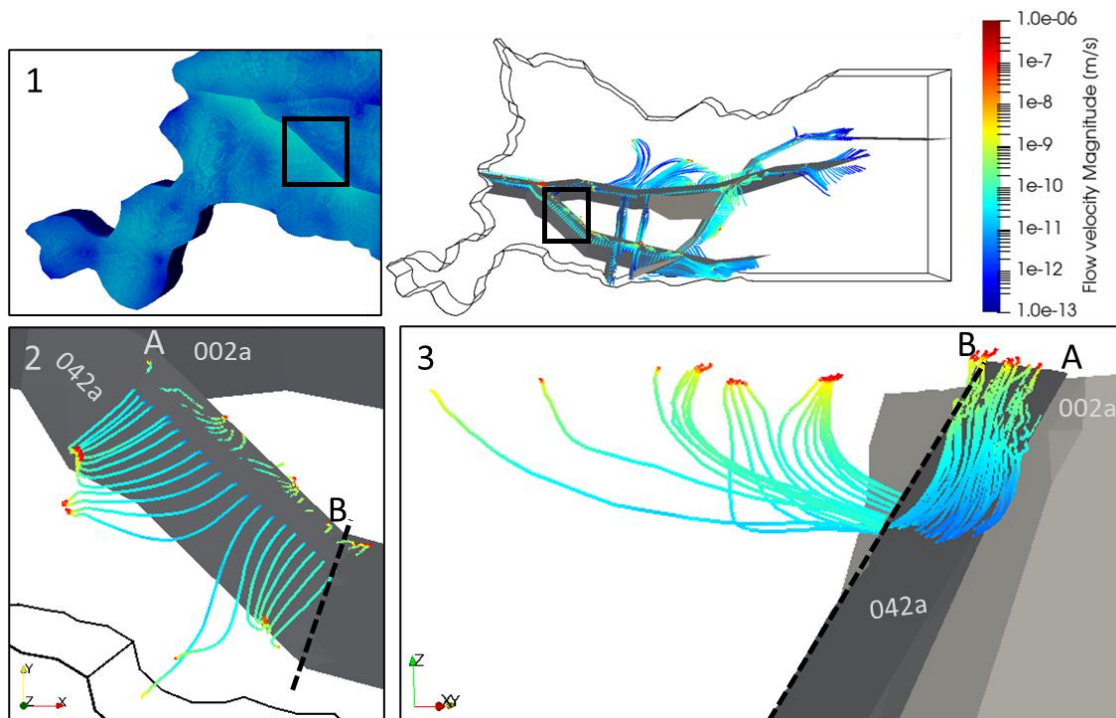 1
1.0e-06
1e-7
1e-8
1e-9
1e-10
1e-11
1e-12
1.0e-13
Flow velocity Magnitude (m/s)
2
A
002a
042a
B
Y
Z
X
3
B
A
002a
042a
Z
XY